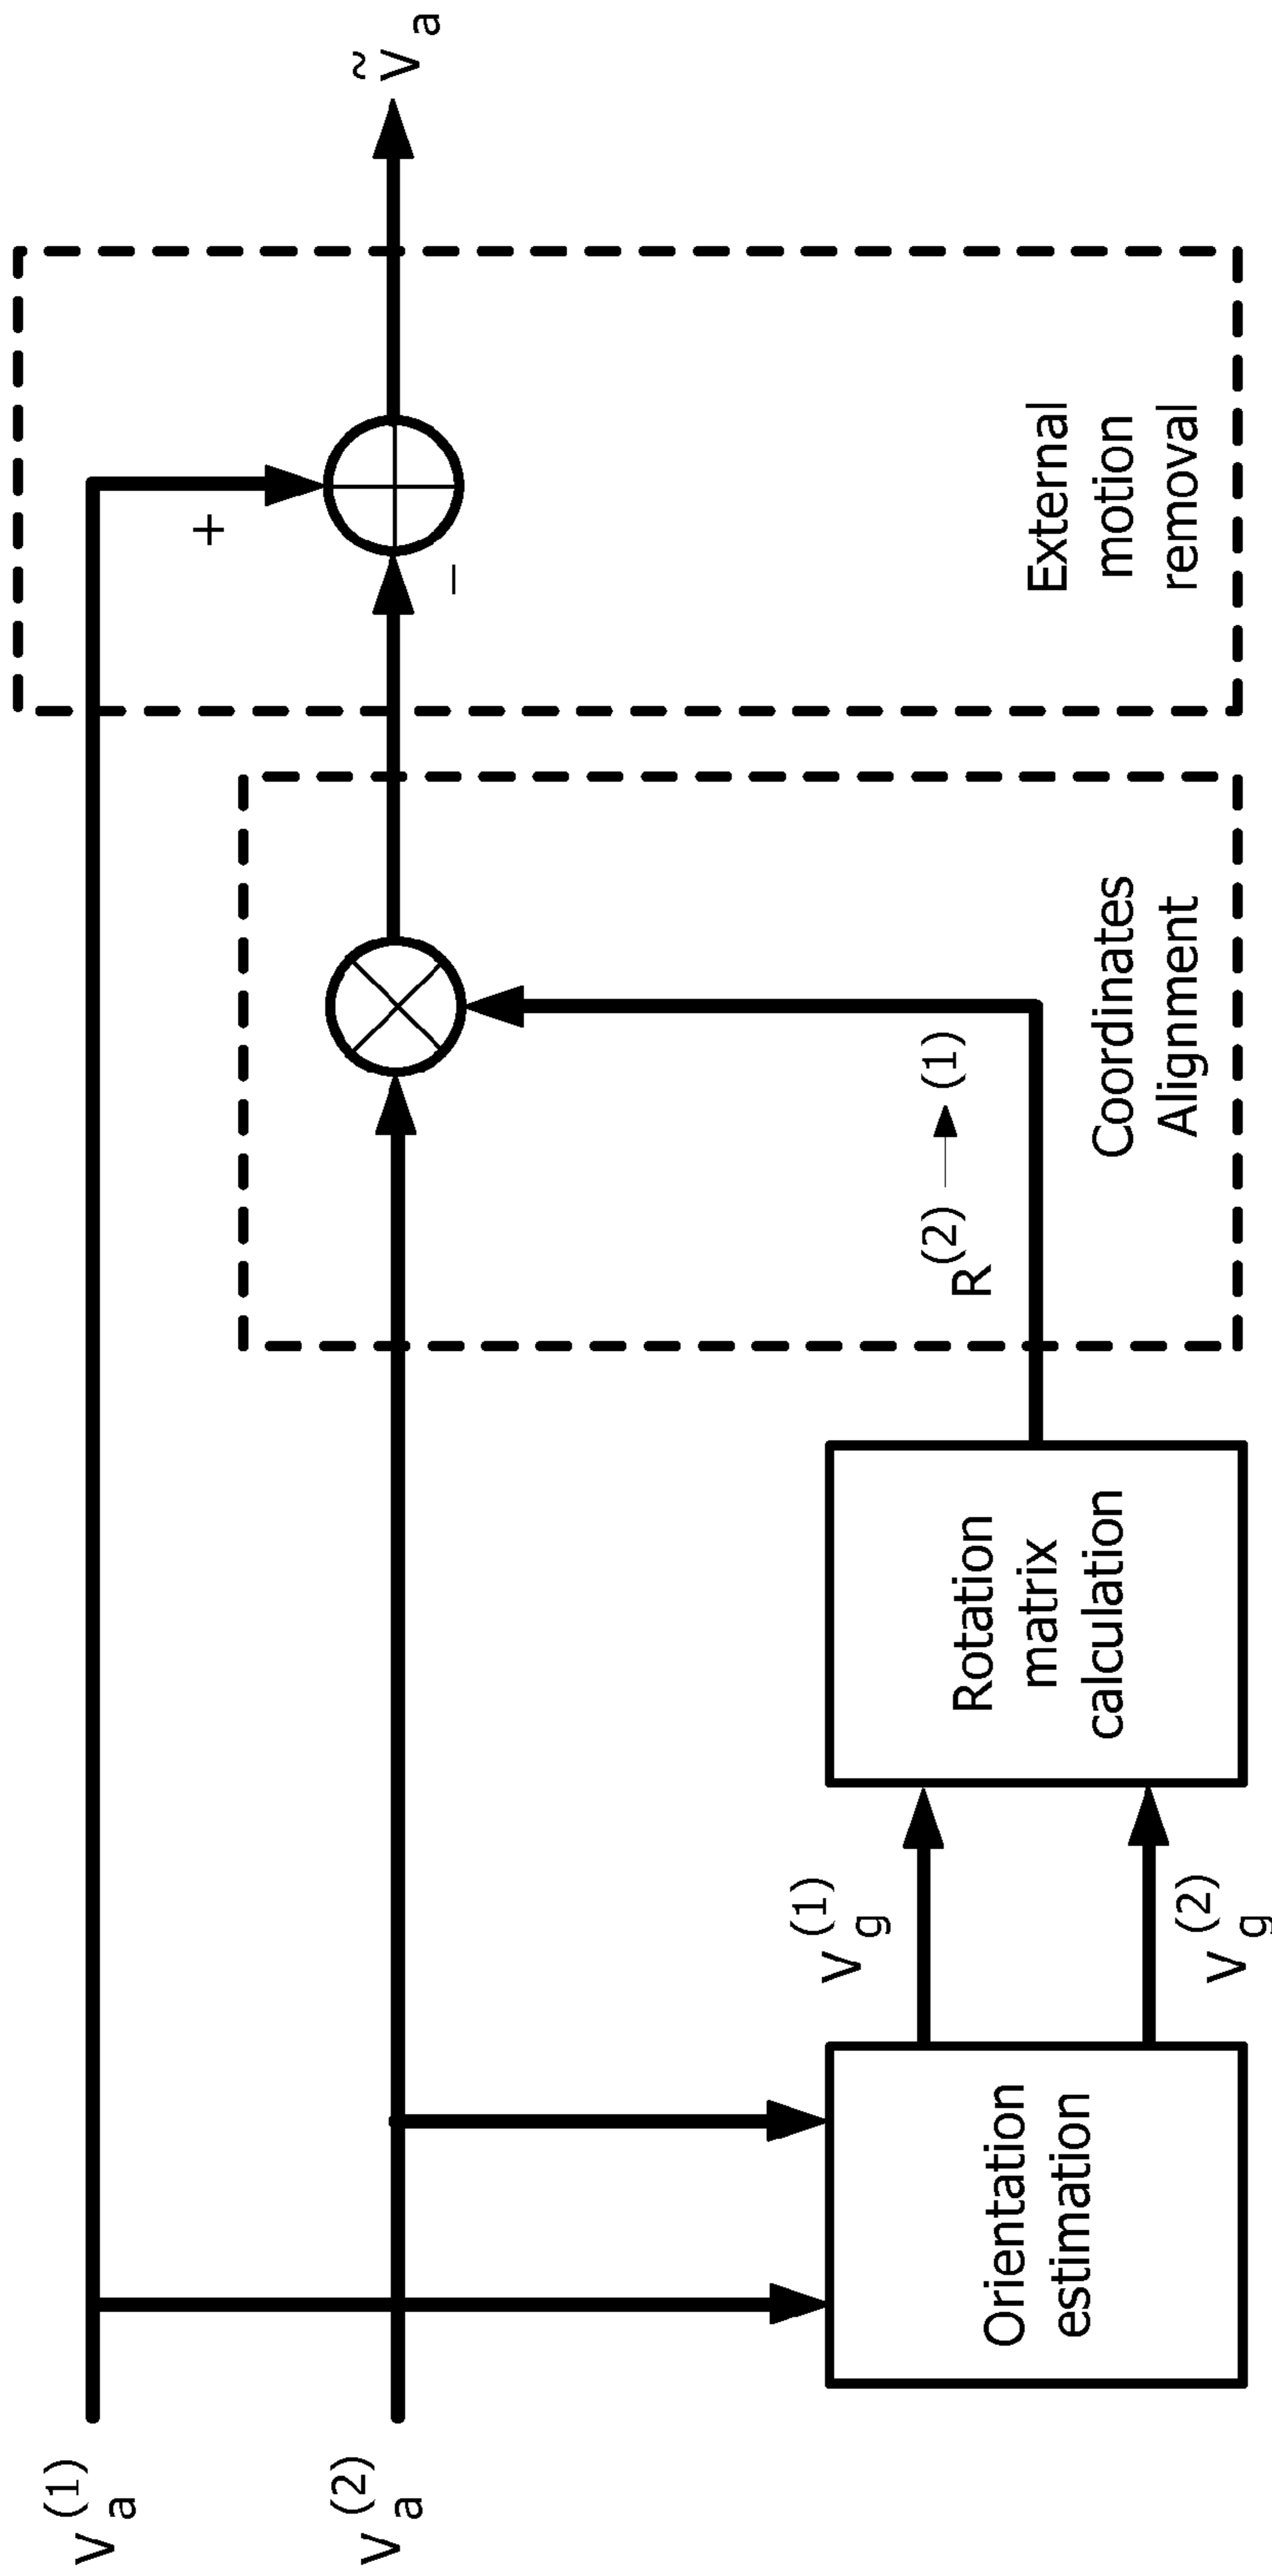 V_a^(1)
V_a^(2)
Orientation
estimation
V_g^(1)
V_g^(2)
Rotation
matrix
calculation
R^(2) → (1)
Coordinates
Alignment
+
−
External
motion
removal
Ṽ_a